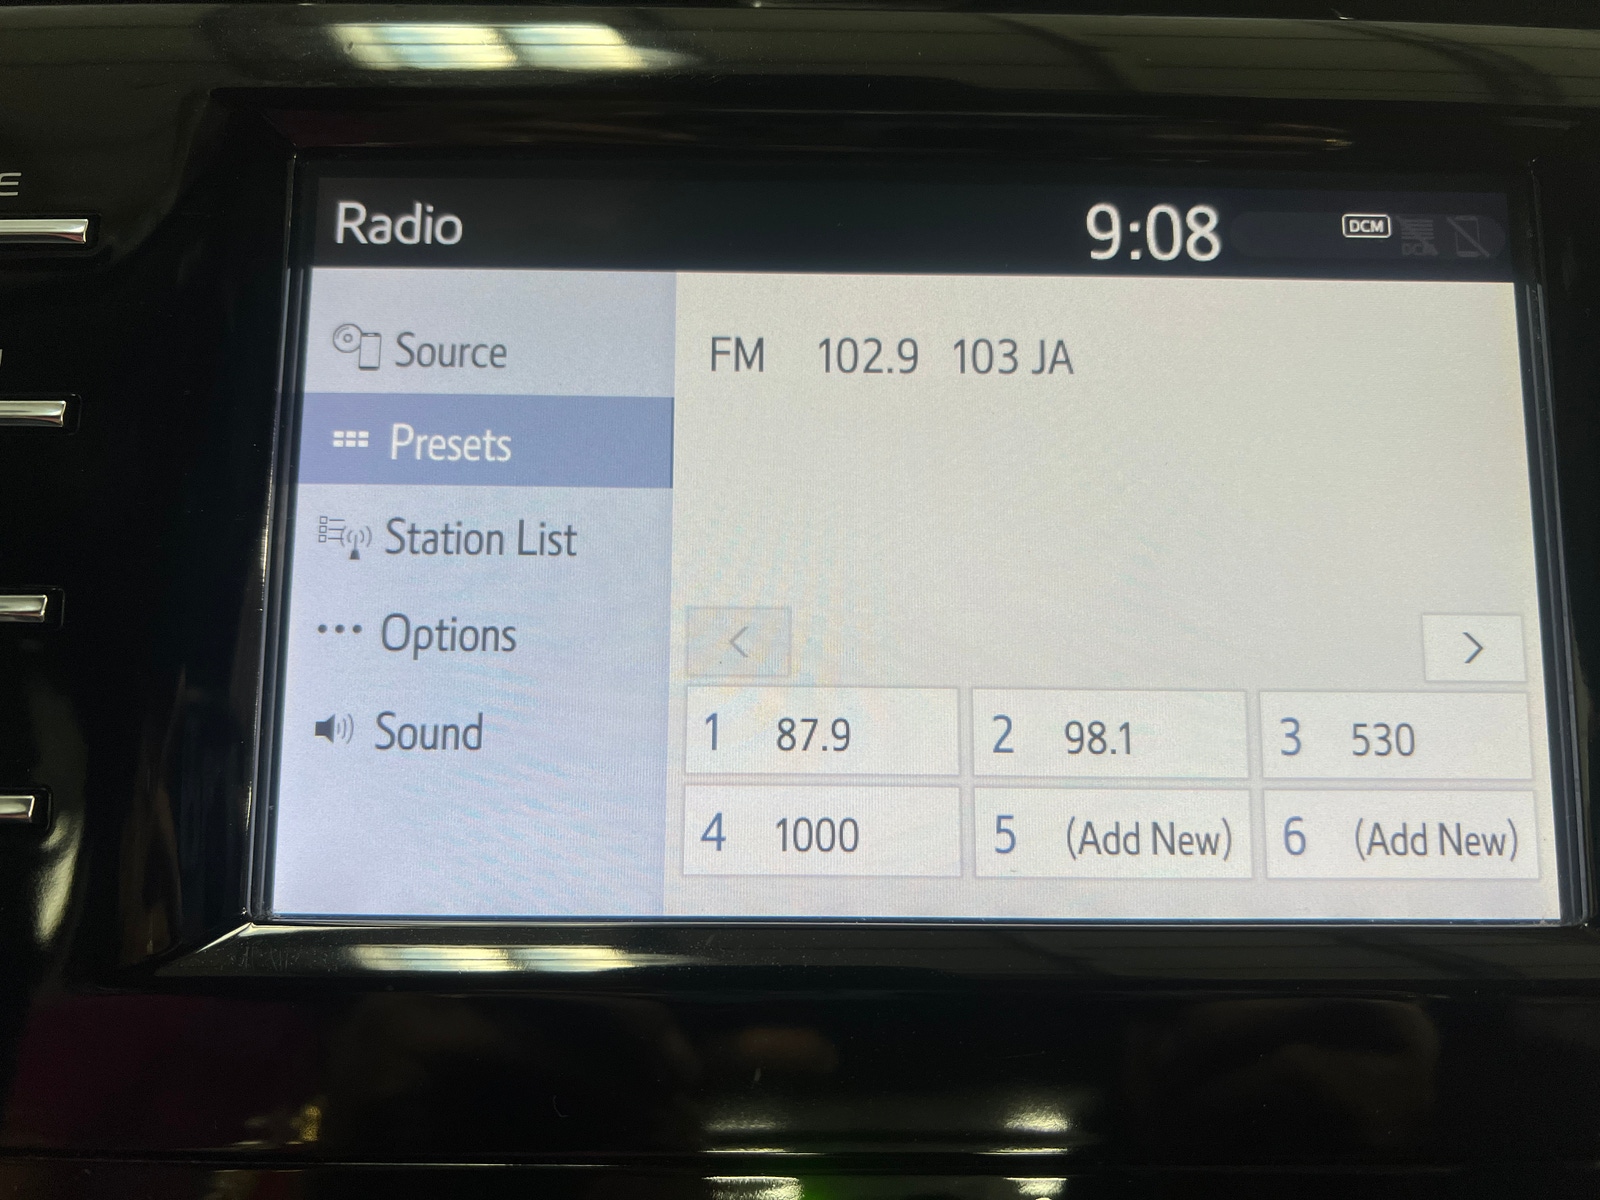 E
Radio 9:08 DCM
Source
Presets
Station List
Options
Sound
FM 102.9 103 JA
< >
1 87.9 2 98.1 3 530
4 1000 5 (Add New) 6 (Add New)